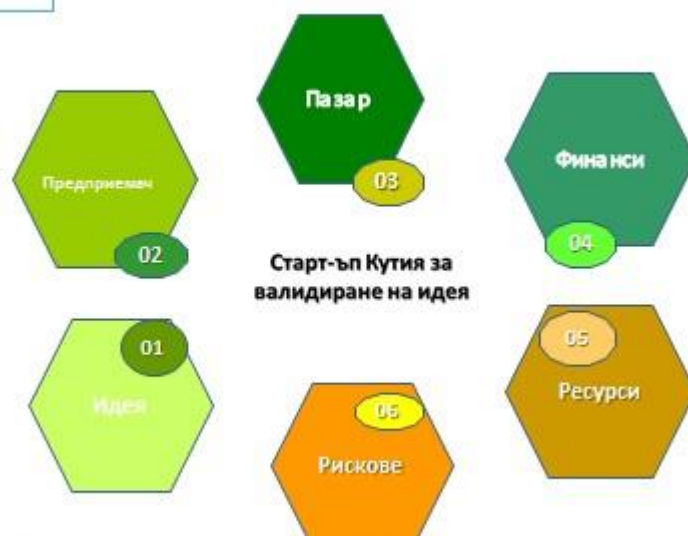 Пазар
03
Предприемач
02
Финанси
04
Старт-ъп Кутия за
валидиране на идея
01
Идея
05
Ресурси
06
Рискове